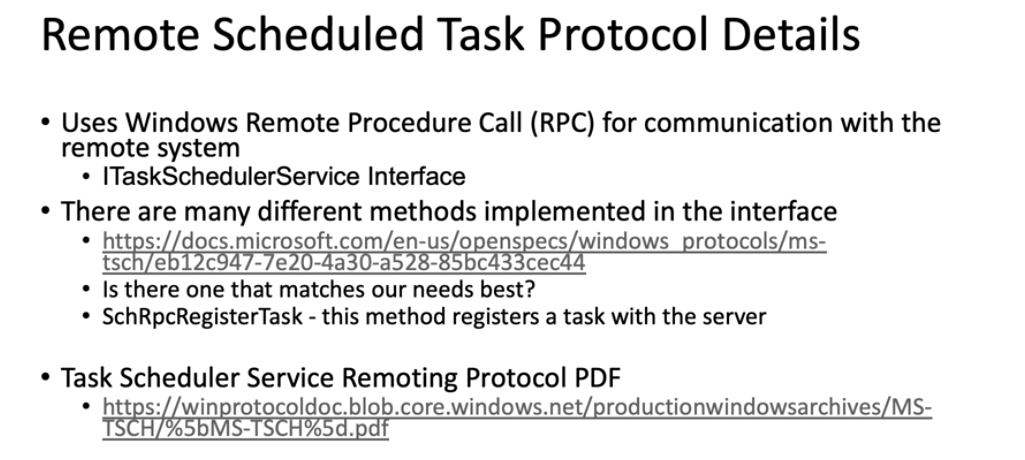 Remote Scheduled Task Protocol Details
• Uses Windows Remote Procedure Call (RPC) for communication with the
remote system
• ITaskSchedulerService Interface
• There are many different methods implemented in the interface
• https://docs.microsoft.com/en-us/openspecs/windows_protocols/ms-
tsch/eb12c947-7e20-4a30-a528-85bc433cec44
• Is there one that matches our needs best?
• SchRpcRegisterTask - this method registers a task with the server
• Task Scheduler Service Remoting Protocol PDF
• https://winprotocoldoc.blob.core.windows.net/productionwindowsarchives/MS-
TSCH/%5bMS-TSCH%5d.pdf